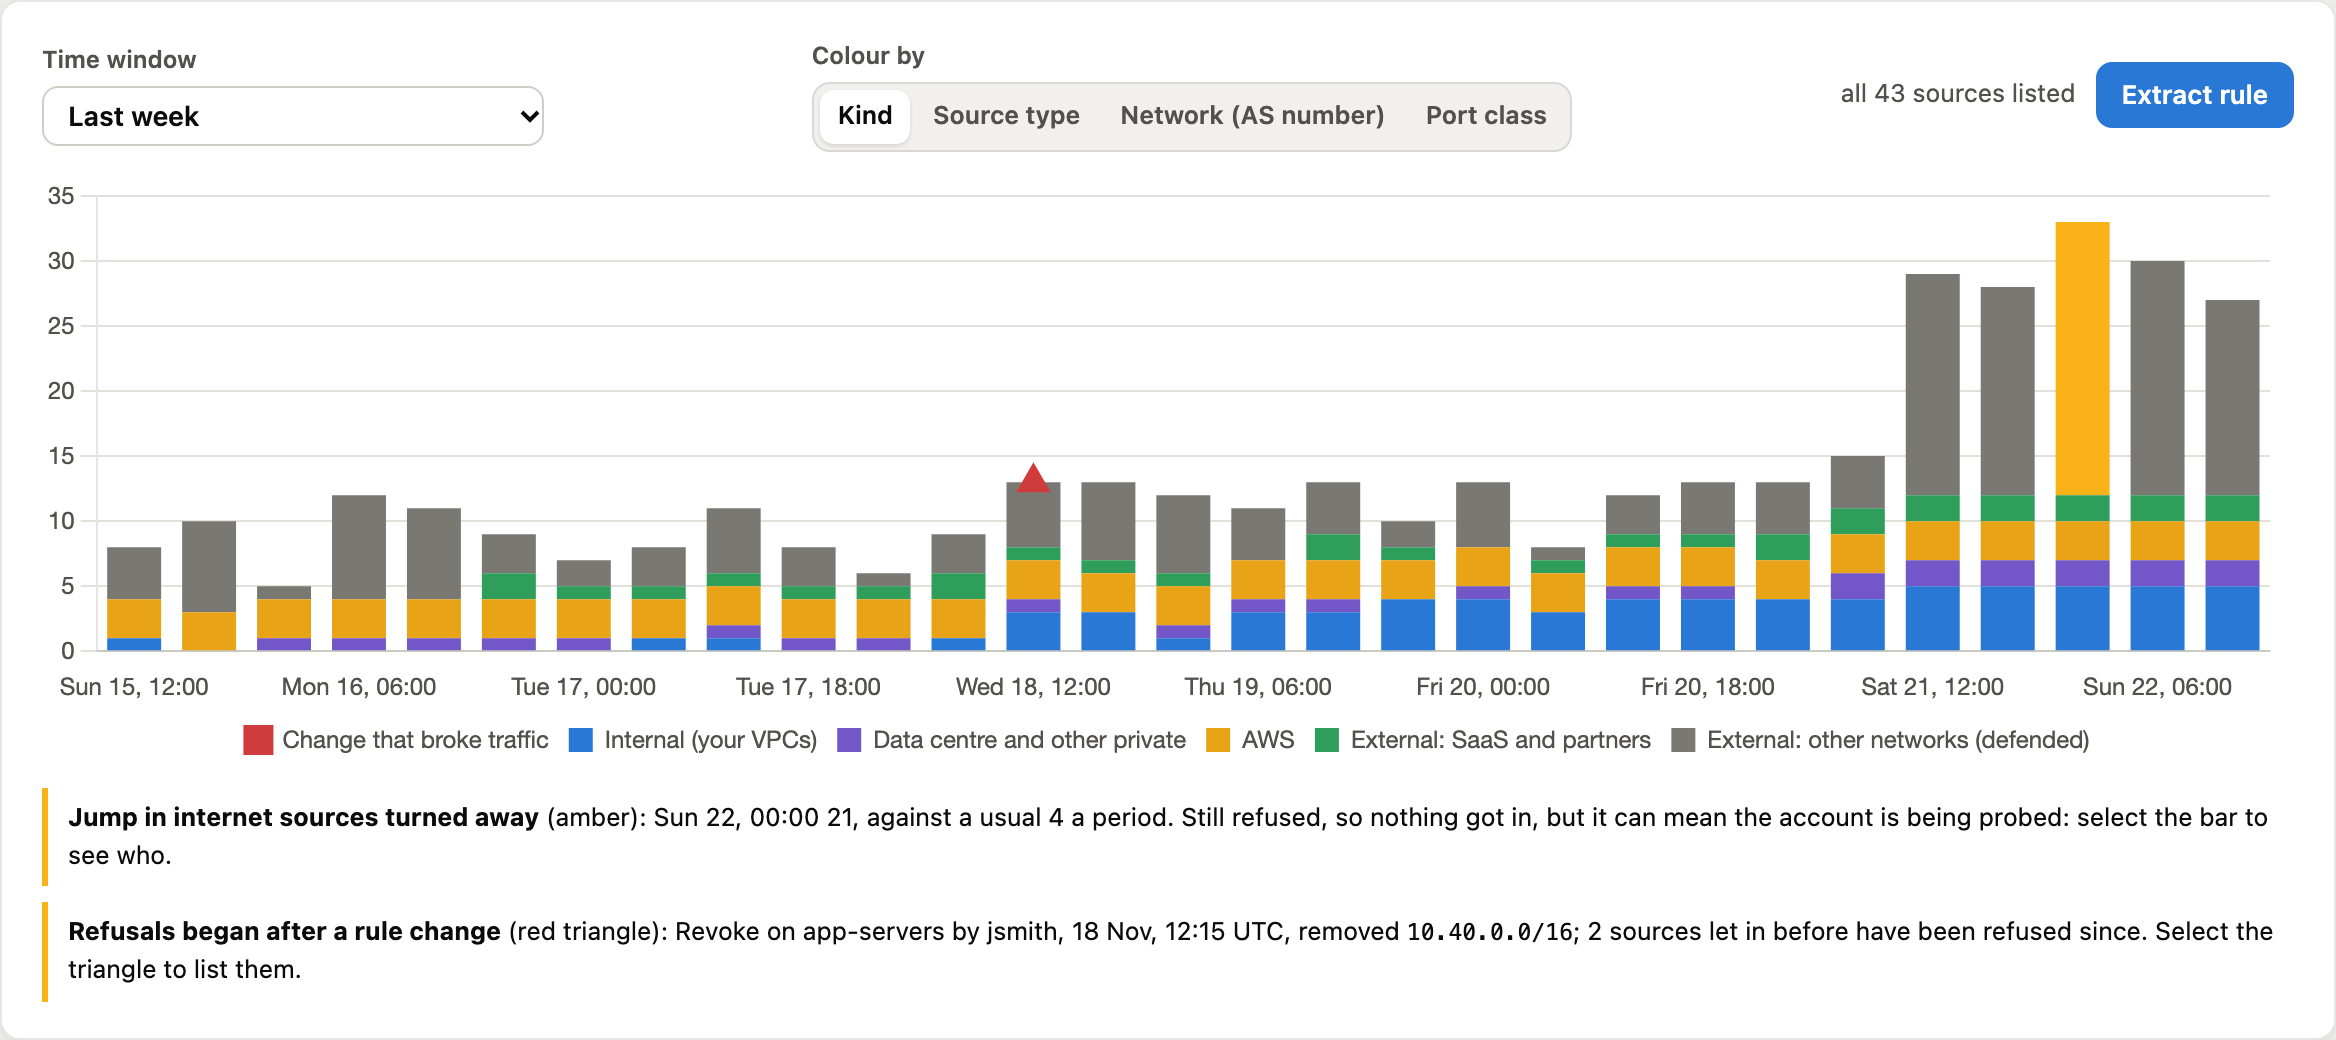 Time window
Last week
Colour by
Kind
Source type
Network (AS number)
Port class
all 43 sources listed
Extract rule
35
30
25
20
15
10
5
0
Sun 15, 12:00
Mon 16, 06:00
Tue 17, 00:00
Tue 17, 18:00
Wed 18, 12:00
Thu 19, 06:00
Fri 20, 00:00
Fri 20, 18:00
Sat 21, 12:00
Sun 22, 06:00
Change that broke traffic
Internal (your VPCs)
Data centre and other private
AWS
External: SaaS and partners
External: other networks (defended)
Jump in internet sources turned away (amber): Sun 22, 00:00 21, against a usual 4 a period. Still refused, so nothing got in, but it can mean the account is being probed: select the bar to
see who.
Refusals began after a rule change (red triangle): Revoke on app-servers by jsmith, 18 Nov, 12:15 UTC, removed 10.40.0.0/16; 2 sources let in before have been refused since. Select the
triangle to list them.